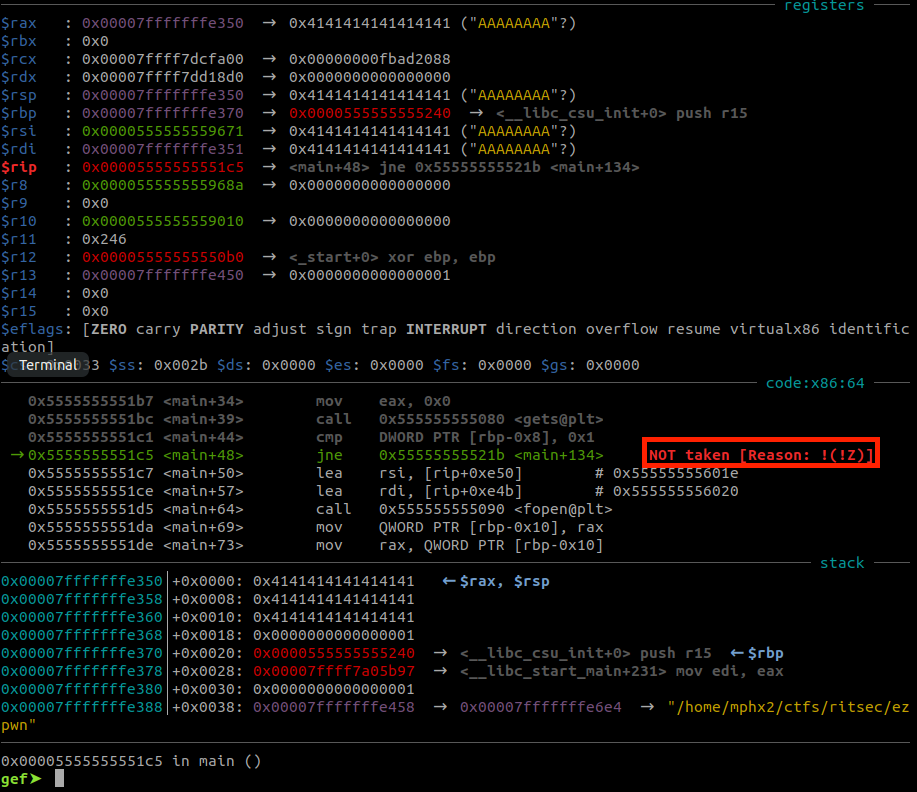 registers
$rax   : 0x00007fffffffe350  →  0x4141414141414141 ("AAAAAAAA"?)
$rbx   : 0x0
$rcx   : 0x00007ffff7dcfa00  →  0x00000000fbad2088
$rdx   : 0x00007ffff7dd18d0  →  0x0000000000000000
$rsp   : 0x00007fffffffe350  →  0x4141414141414141 ("AAAAAAAA"?)
$rbp   : 0x00007fffffffe370  →  0x0000555555555240  →  <__libc_csu_init+0> push r15
$rsi   : 0x0000555555559671  →  0x4141414141414141 ("AAAAAAAA"?)
$rdi   : 0x00007fffffffe351  →  0x4141414141414141 ("AAAAAAAA"?)
$rip   : 0x00005555555551c5  →  <main+48> jne 0x55555555521b <main+134>
$r8    : 0x000055555555968a  →  0x0000000000000000
$r9    : 0x0
$r10   : 0x0000555555559010  →  0x0000000000000000
$r11   : 0x246
$r12   : 0x00005555555550b0  →  <_start+0> xor ebp, ebp
$r13   : 0x00007fffffffe450  →  0x0000000000000001
$r14   : 0x0
$r15   : 0x0
$eflags: [ZERO carry PARITY adjust sign trap INTERRUPT direction overflow resume virtualx86 identific
ation]
Terminal 33 $ss: 0x002b $ds: 0x0000 $es: 0x0000 $fs: 0x0000 $gs: 0x0000
code:x86:64
0x5555555551b7 <main+34>        mov    eax, 0x0
0x5555555551bc <main+39>        call   0x555555555080 <gets@plt>
0x5555555551c1 <main+44>        cmp    DWORD PTR [rbp-0x8], 0x1
→0x5555555551c5 <main+48>        jne    0x55555555521b <main+134>   NOT taken [Reason: !(!Z)]
0x5555555551c7 <main+50>        lea    rsi, [rip+0xe50]        # 0x55555555601e
0x5555555551ce <main+57>        lea    rdi, [rip+0xe4b]        # 0x555555556020
0x5555555551d5 <main+64>        call   0x555555555090 <fopen@plt>
0x5555555551da <main+69>        mov    QWORD PTR [rbp-0x10], rax
0x5555555551de <main+73>        mov    rax, QWORD PTR [rbp-0x10]
stack
0x00007fffffffe350│+0x0000: 0x4141414141414141   ←$rax, $rsp
0x00007fffffffe358│+0x0008: 0x4141414141414141
0x00007fffffffe360│+0x0010: 0x4141414141414141
0x00007fffffffe368│+0x0018: 0x0000000000000001
0x00007fffffffe370│+0x0020: 0x0000555555555240  →  <__libc_csu_init+0> push r15  ←$rbp
0x00007fffffffe378│+0x0028: 0x00007ffff7a05b97  →  <__libc_start_main+231> mov edi, eax
0x00007fffffffe380│+0x0030: 0x0000000000000001
0x00007fffffffe388│+0x0038: 0x00007fffffffe458  →  0x00007fffffffe6e4  →  "/home/mphx2/ctfs/ritsec/ez
pwn"
0x00005555555551c5 in main ()
gef➤